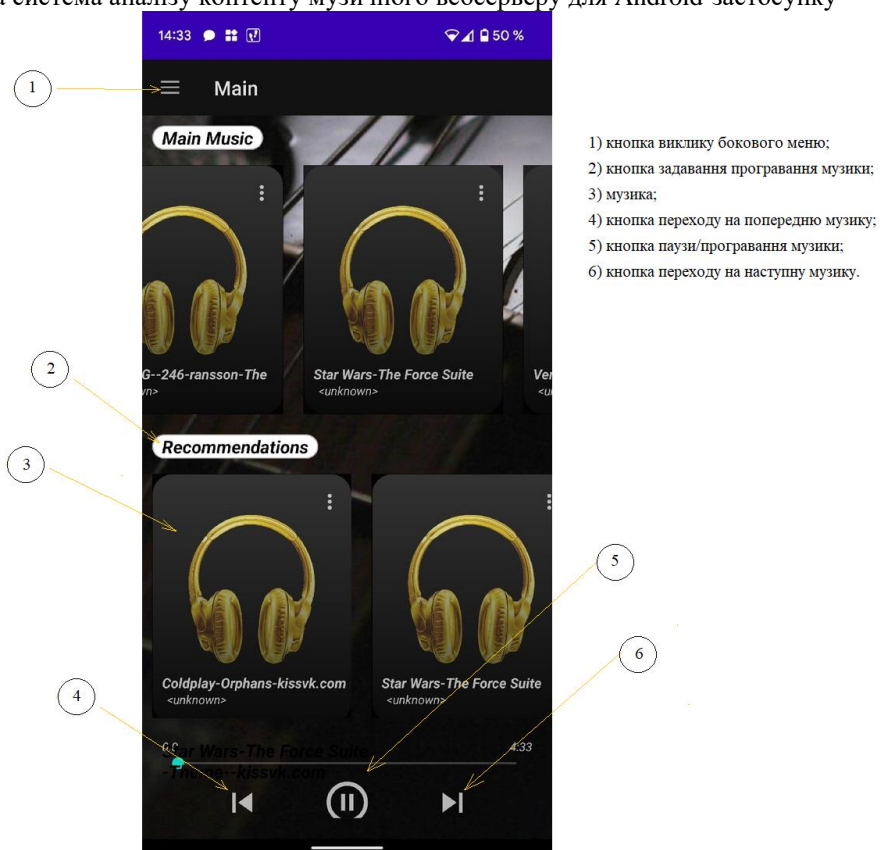 система аналізу контенту музичного вебсерверу для Android-застосунку
14:33
50 %
1
Main
Main Music
1) кнопка виклику бокового меню;
2) кнопка задавання програвання музики;
3) музика;
4) кнопка переходу на попередню музику;
5) кнопка паузи/програвання музики;
6) кнопка переходу на наступну музику.
2
G--246-ransson-The
Star Wars-The Force Suite
Ver
<unknown>
Recommendations
3
5
6
Coldplay-Orphans-kissvk.com
Star Wars-The Force Suite
<unknown>
<unknown>
4
4:33
Star Wars-The Force Suite
-Theme--kissvk.com